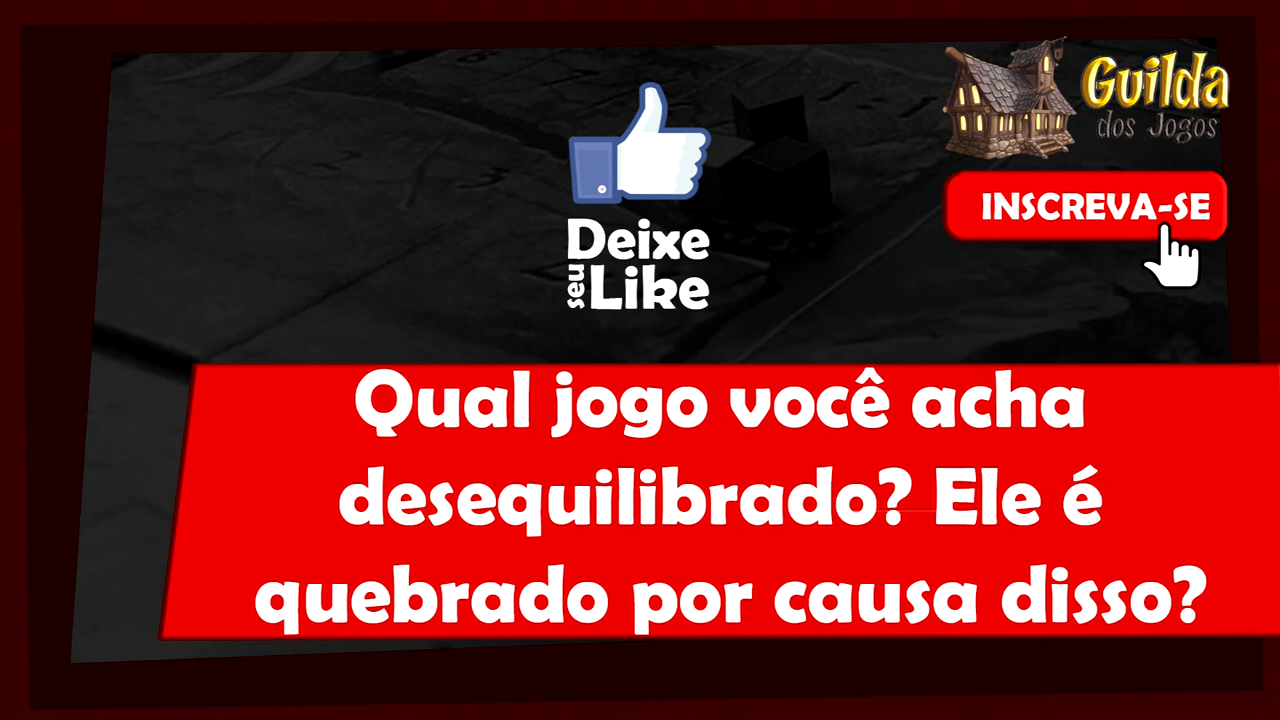 Guilda
dos Jogos
INSCREVA-SE
Deixe
seu Like
Qual jogo você acha
desequilibrado? Ele é
quebrado por causa disso?